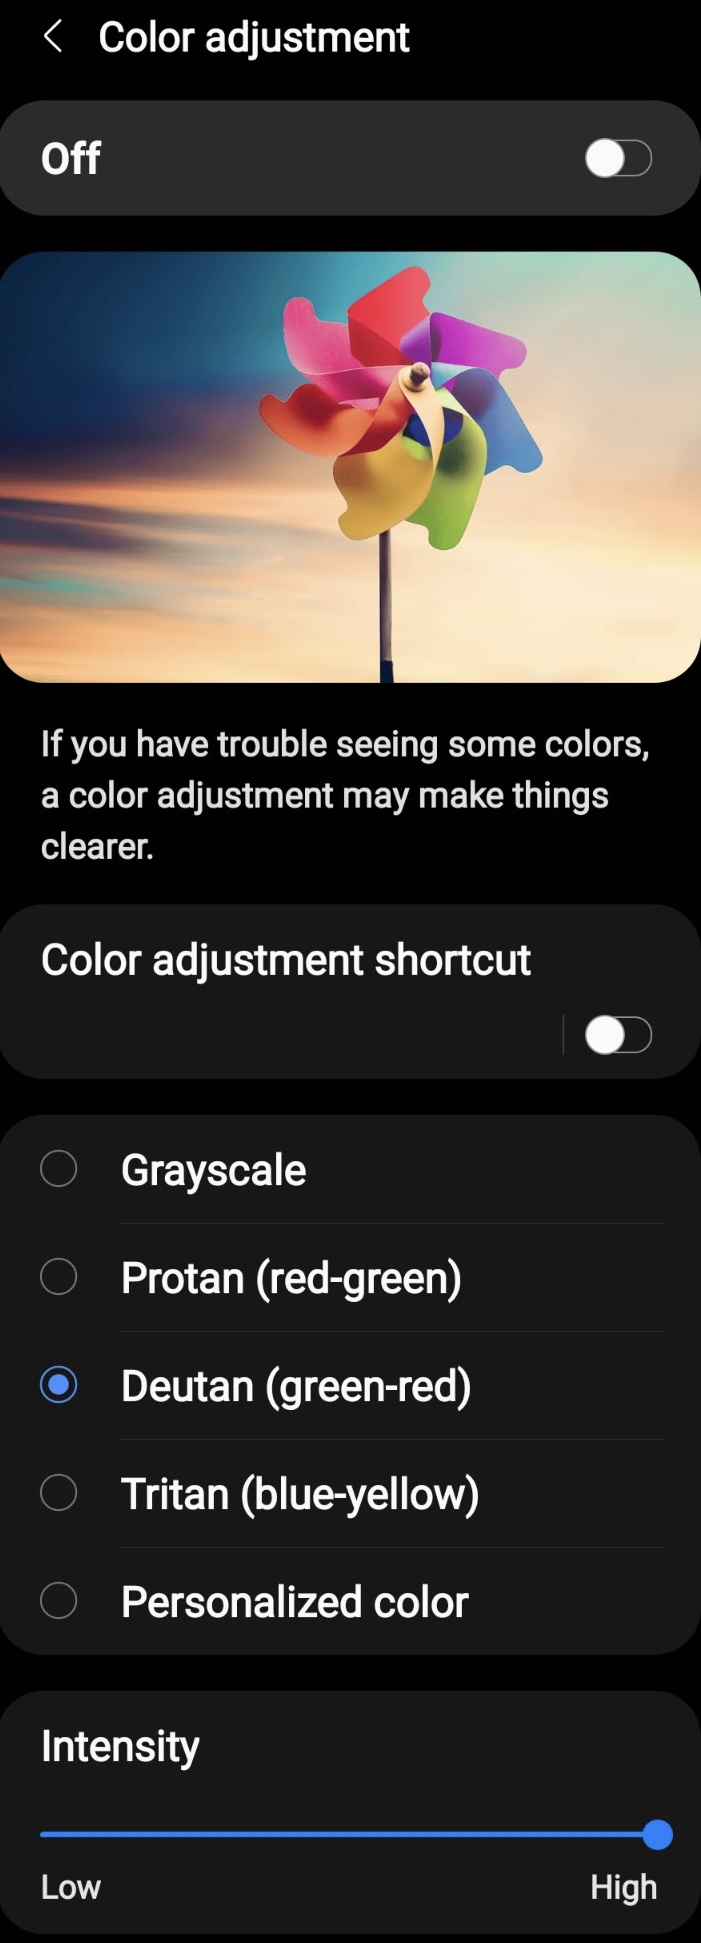 Color adjustment
Off
If you have trouble seeing some colors,
a color adjustment may make things
clearer.
Color adjustment shortcut
Grayscale
Protan (red-green)
Deutan (green-red)
Tritan (blue-yellow)
Personalized color
Intensity
Low High